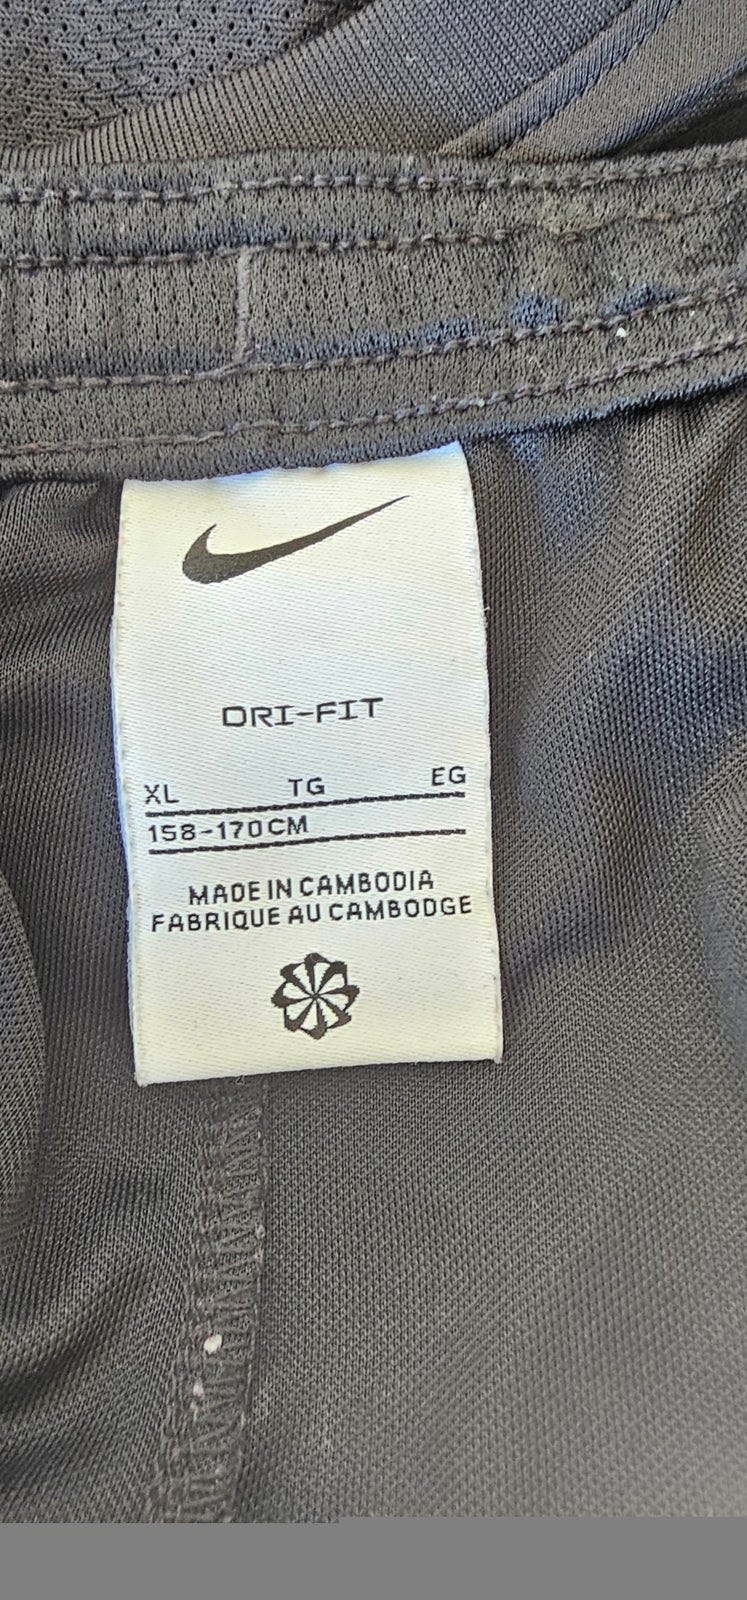 DRI-FIT
XL TG EG
158-170CM
MADE IN CAMBODIA
FABRIQUE AU CAMBODGE